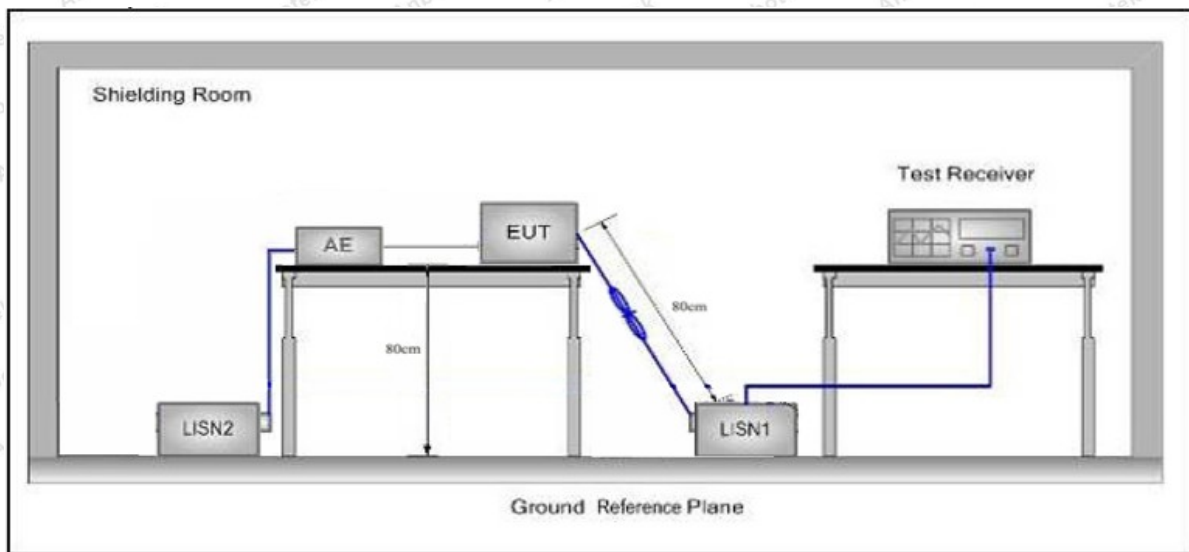 Shielding Room
Test Receiver
AE
EUT
80cm
80cm
LISN2
LISN1
Ground Reference Plane